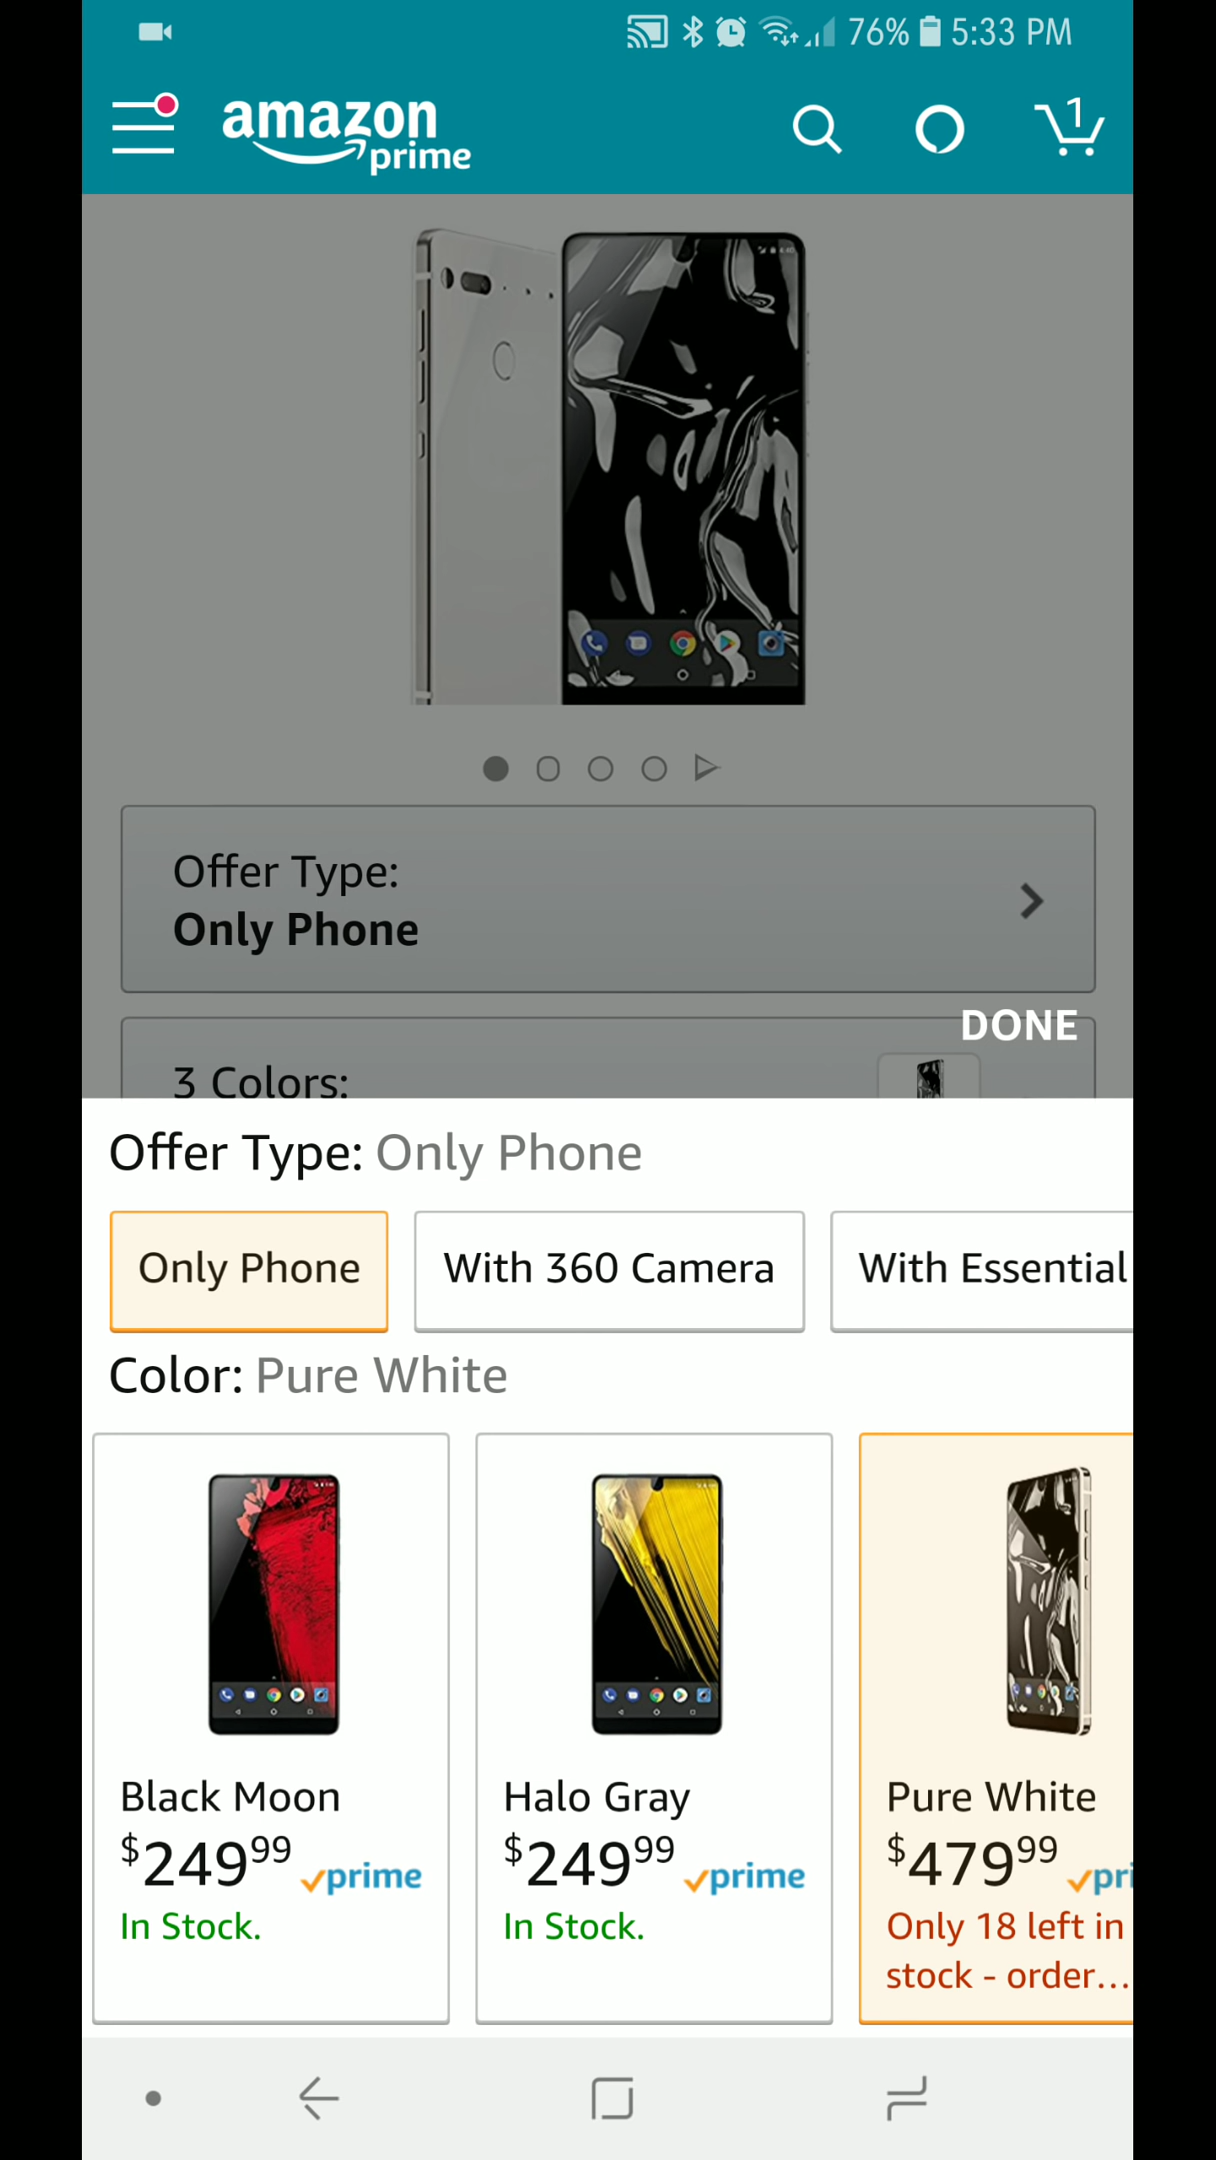 76% 5:33 PM
amazon prime
1
Offer Type:
Only Phone
DONE
3 Colors:
Offer Type: Only Phone
Only Phone
With 360 Camera
With Essential
Color: Pure White
Black Moon
$249 99 prime
In Stock.
Halo Gray
$249 99 prime
In Stock.
Pure White
$479 99 pri
Only 18 left in
stock - order...